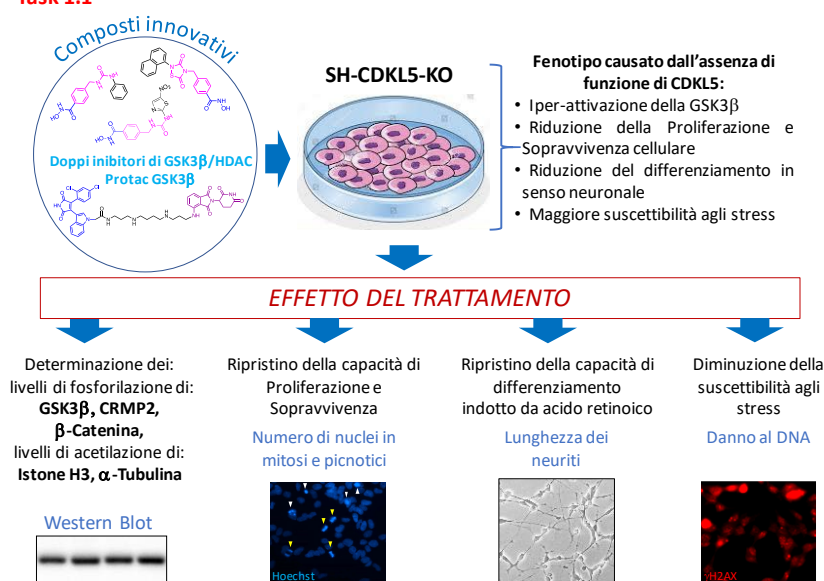 Task 1.1
Composti innovativi
Doppi inibitori di GSK3β/HDAC
Protac GSK3β
SH-CDKL5-KO
Fenotipo causato dall’assenza di
funzione di CDKL5:
• Iper-attivazione della GSK3β
• Riduzione della Proliferazione e
Sopravvivenza cellulare
• Riduzione del differenziamento in
senso neuronale
• Maggiore suscettibilità agli stress
EFFETTO DEL TRATTAMENTO
Determinazione dei:
livelli di fosforilazione di:
GSK3β, CRMP2,
β-Catenina,
livelli di acetilazione di:
Istone H3, α-Tubulina
Western Blot
Ripristino della capacità di
Proliferazione e
Sopravvivenza
Numero di nuclei in
mitosi e picnotici
Hoechst
Ripristino della capacità di
differenziamento
indotto da acido retinoico
Lunghezza dei
neuriti
Diminuzione della
suscettibilità agli
stress
Danno al DNA
H2AX